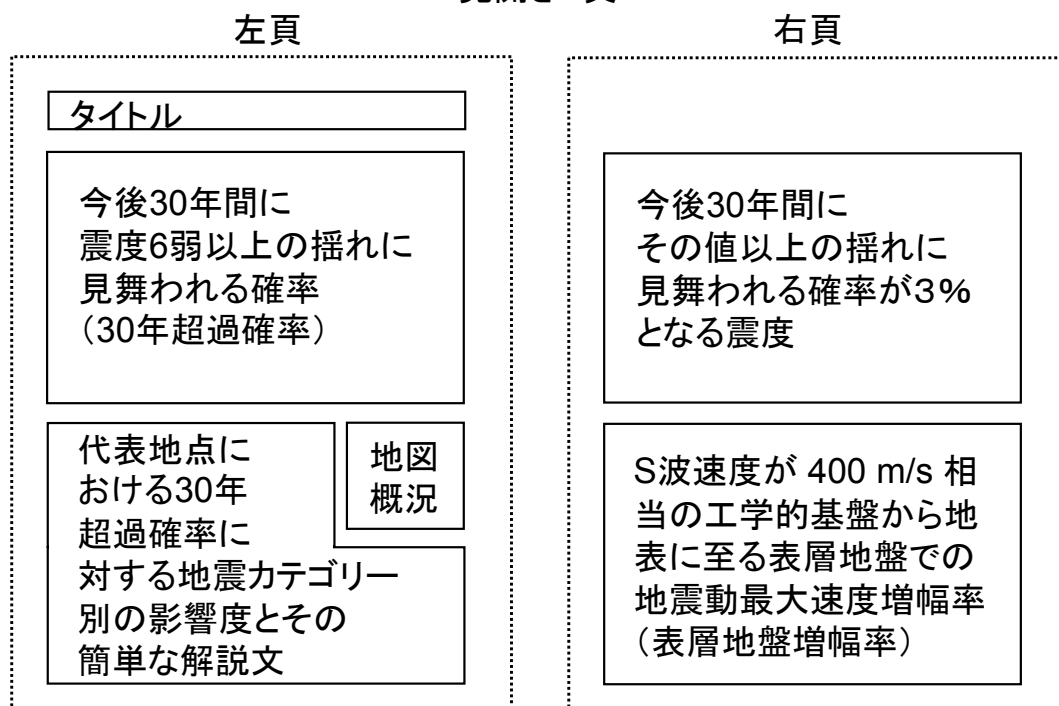 左頁
タイトル
今後30年間に
震度6弱以上の揺れに
見舞われる確率
（30年超過確率）
代表地点に
おける30年
超過確率に
対する地震カテゴリー
別の影響度とその
簡単な解説文
地図
概況
右頁
今後30年間に
その値以上の揺れに
見舞われる確率が３％
となる震度
S波速度が 400 m/s 相
当の工学的基盤から地
表に至る表層地盤での
地震動最大速度増幅率
（表層地盤増幅率）